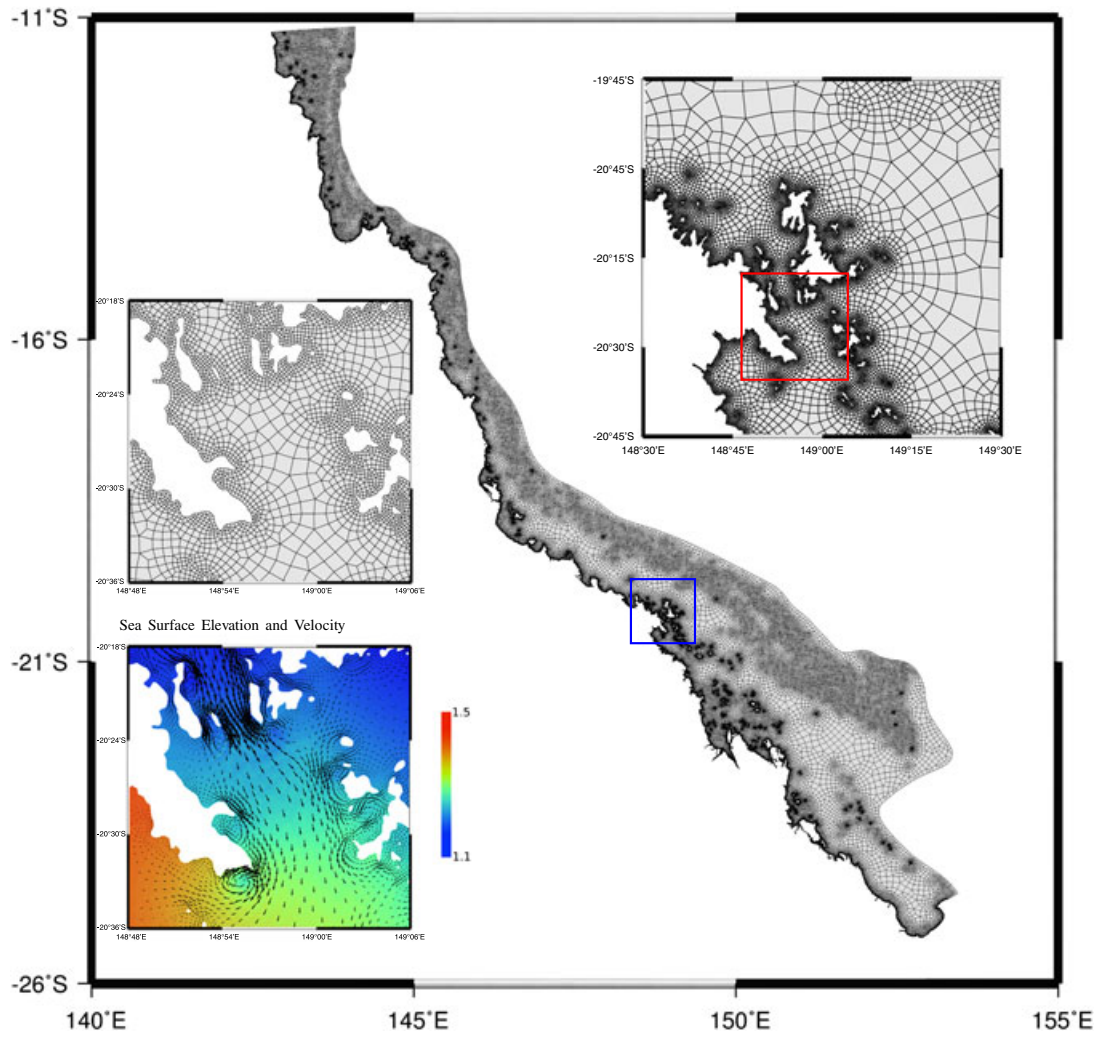 -11°S
-16°S
-21°S
-26°S
140°E 145°E 150°E 155°E
-19°45'S
-20°45'S
-20°15'S
-20°30'S
-20°45'S
148°30'E 148°45'E 149°00'E 149°15'E 149°30'E
-20°18'S
-20°24'S
-20°30'S
-20°36'S
148°48'E 148°54'E 149°00'E 149°06'E
Sea Surface Elevation and Velocity
-20°18'S
-20°24'S
-20°30'S
-20°36'S
148°48'E 148°54'E 149°00'E 149°06'E
1.5
1.1